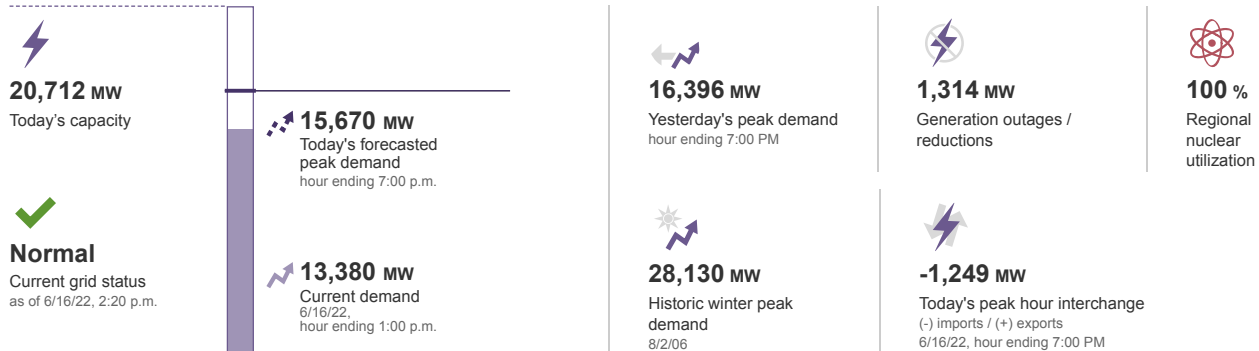 20,712 MW
Today's capacity
Normal
Current grid status
as of 6/16/22, 2:20 p.m.
15,670 MW
Today's forecasted
peak demand
hour ending 7:00 p.m.
13,380 MW
Current demand
6/16/22,
hour ending 1:00 p.m.
16,396 MW
Yesterday's peak demand
hour ending 7:00 PM
1,314 MW
Generation outages /
reductions
100 %
Regional
nuclear
utilization
28,130 MW
Historic winter peak
demand
8/2/06
-1,249 MW
Today's peak hour interchange
(-) imports / (+) exports
6/16/22, hour ending 7:00 PM